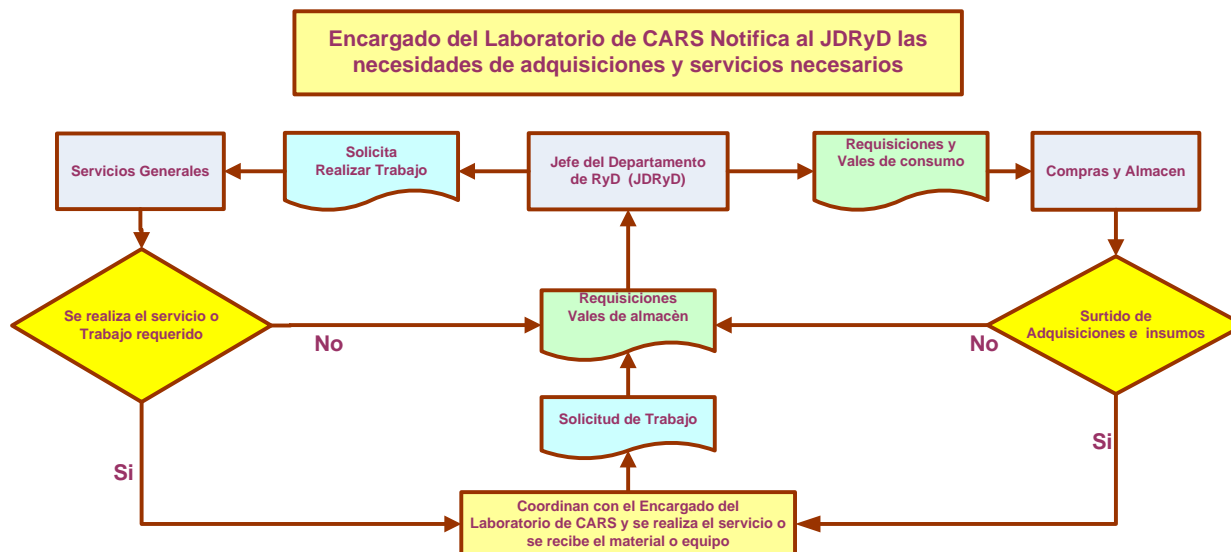 Encargado del Laboratorio de CARS Notifica al JDRyD las
necesidades de adquisiciones y servicios necesarios
Servicios Generales
Solicita
Realizar Trabajo
Jefe del Departamento
de RyD (JDRyD)
Requisiciones y
Vales de consumo
Compras y Almacen
Se realiza el servicio o
Trabajo requerido
No
Requisiciones
Vales de almacèn
No
Surtido de
Adquisiciones e insumos
Solicitud de Trabajo
Si
Si
Coordinan con el Encargado del
Laboratorio de CARS y se realiza el servicio o
se recibe el material o equipo